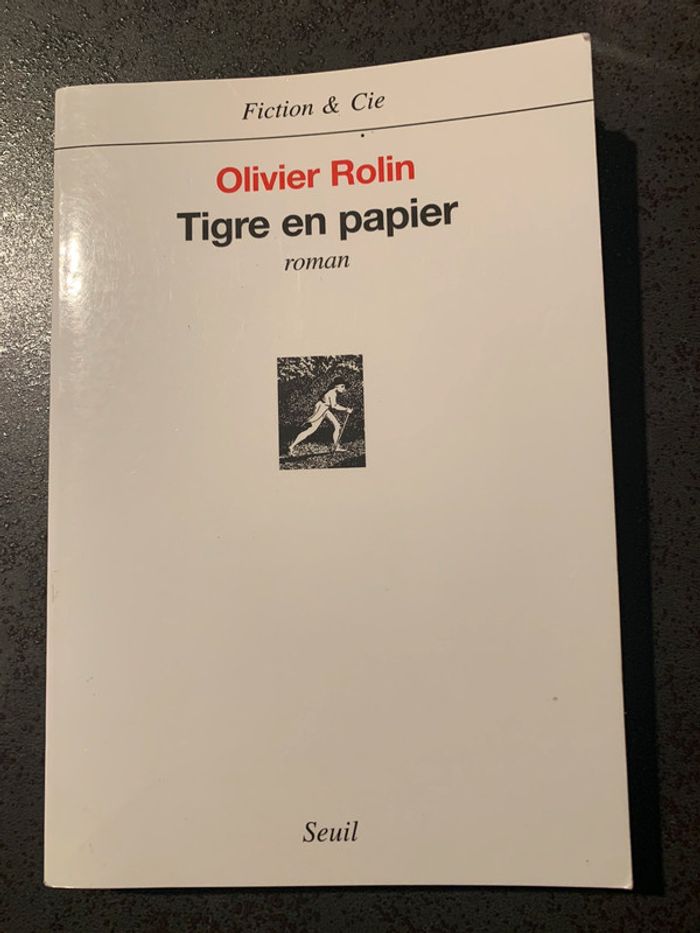 Fiction & Cie
Olivier Rolin
Tigre en papier
roman
Seuil